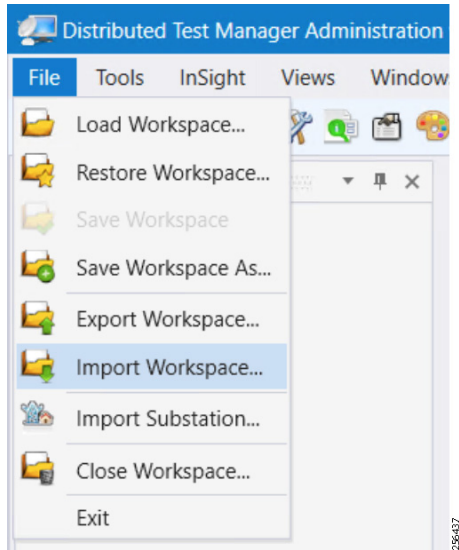 Distributed Test Manager Administration
File Tools InSight Views Window
Load Workspace...
Restore Workspace...
Save Workspace
Save Workspace As...
Export Workspace...
Import Workspace...
Import Substation...
Close Workspace...
Exit
256437